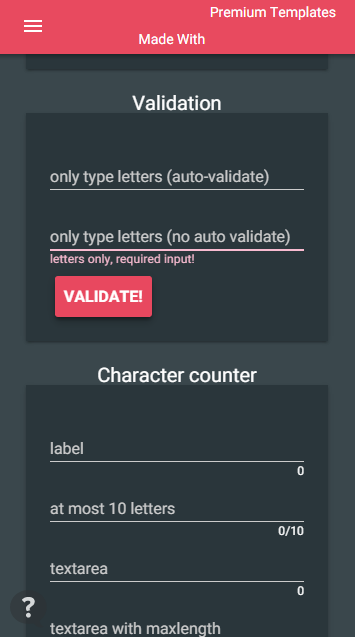 Premium Templates
Made With
Validation
only type letters (auto-validate)
only type letters (no auto validate)
letters only, required input!
VALIDATE!
Character counter
label
0
at most 10 letters
0/10
textarea
0
?
textarea with maxlength